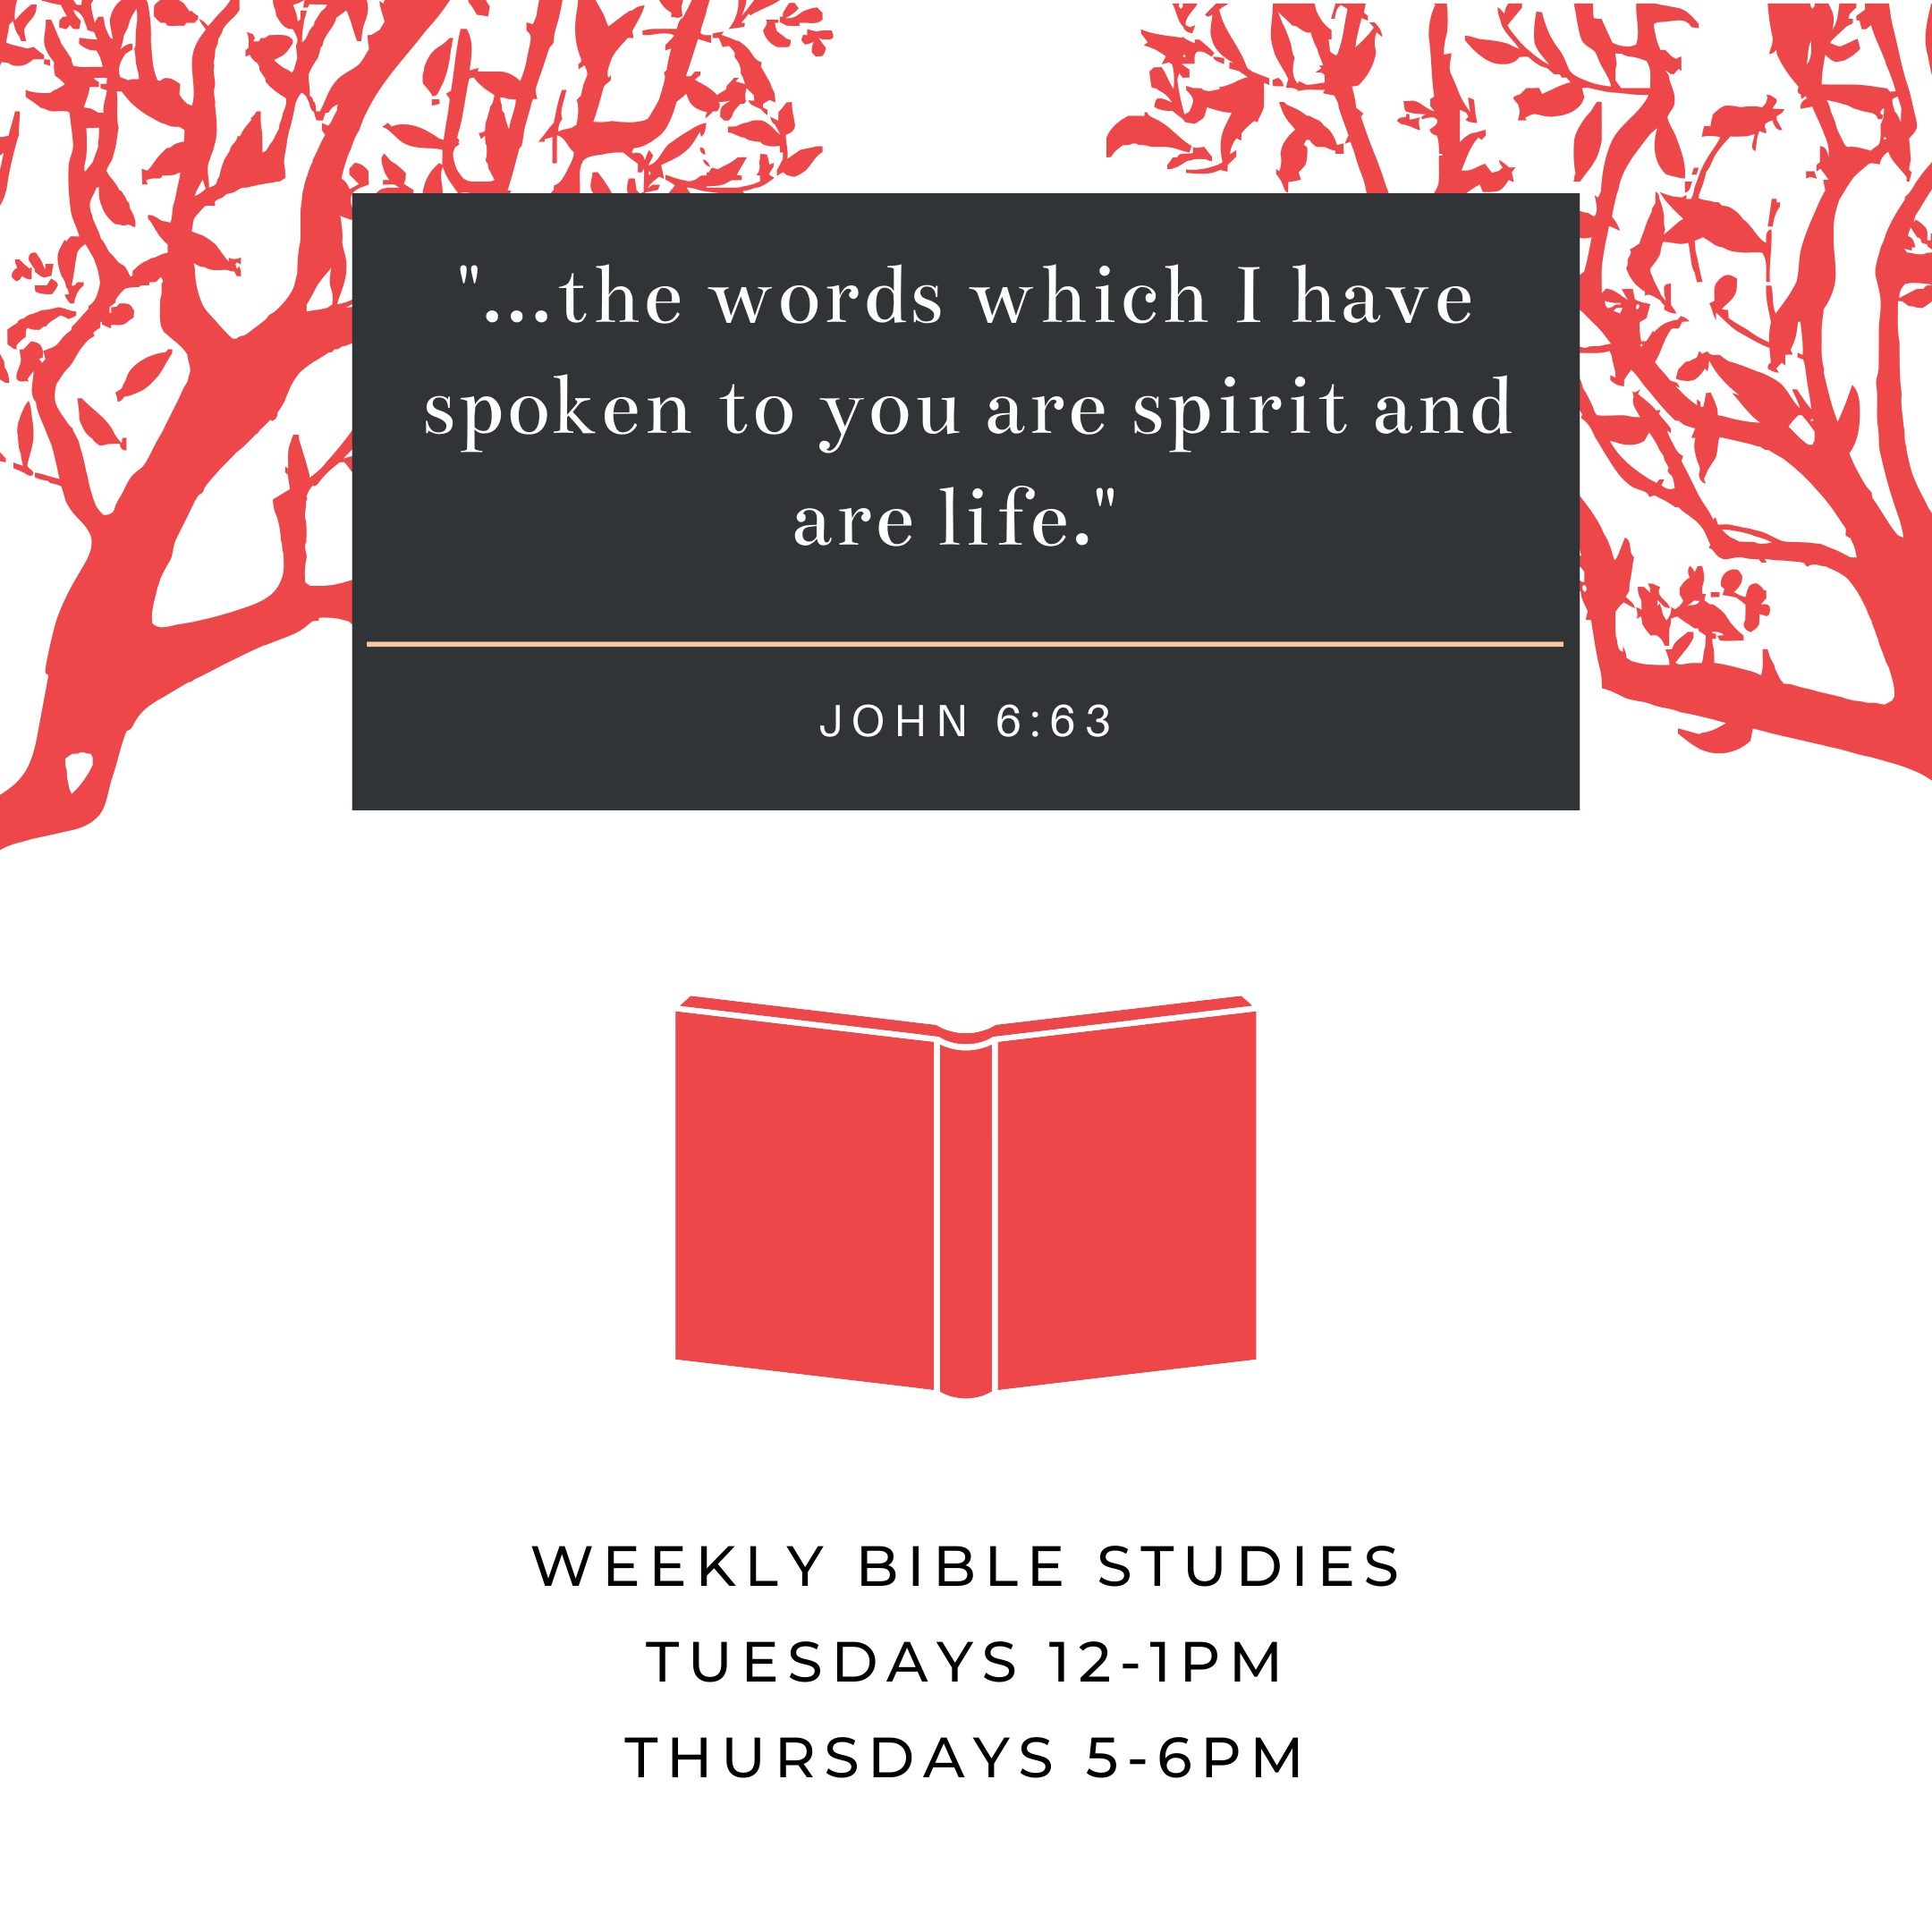 "...the words which I have
spoken to you are spirit and
are life."
JOHN 6:63
WEEKLY BIBLE STUDIES
TUESDAYS 12-1PM
THURSDAYS 5-6PM